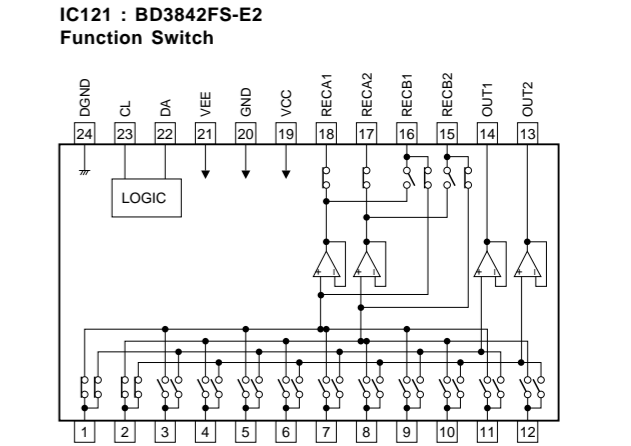 IC121 : BD3842FS-E2
Function Switch
DGND CL DA VEE GND VCC RECA1 RECA2 RECB1 RECB2 OUT1 OUT2
24 23 22 21 20 19 18 17 16 15 14 13
LOGIC
+ − + − + − + −
1 2 3 4 5 6 7 8 9 10 11 12